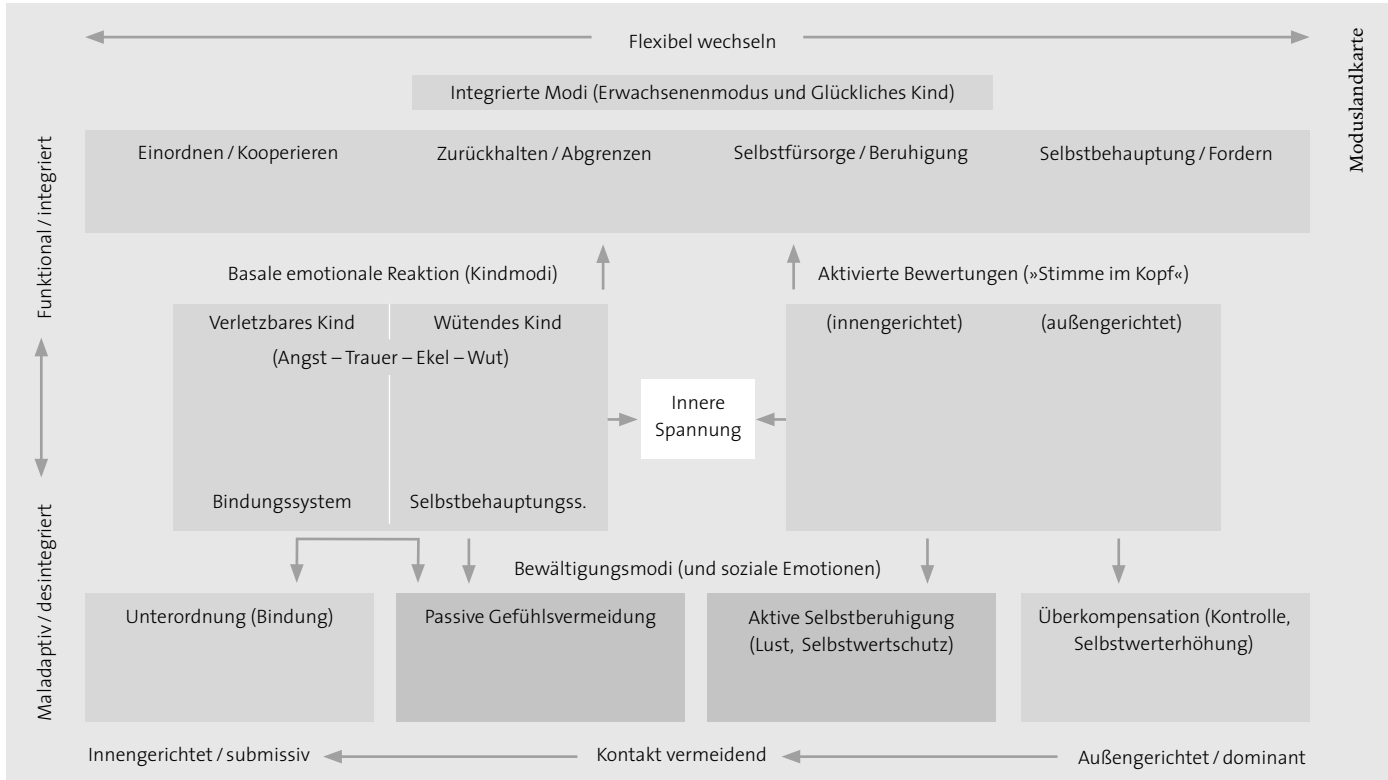 Flexibel wechseln
Moduslandkarte
Integrierte Modi (Erwachsenenmodus und Glückliches Kind)
Funktional / integriert
Einordnen / Kooperieren
Zurückhalten / Abgrenzen
Selbstfürsorge / Beruhigung
Selbstbehauptung / Fordern
Basale emotionale Reaktion (Kindmodi)
Aktivierte Bewertungen (»Stimme im Kopf«)
Verletzbares Kind
Wütendes Kind
(Angst – Trauer – Ekel – Wut)
(innengerichtet)
(außengerichtet)
Innere
Spannung
Bindungssystem
Selbstbehauptungss.
Maladaptiv / desintegriert
Bewältigungsmodi (und soziale Emotionen)
Unterordnung (Bindung)
Passive Gefühlsvermeidung
Aktive Selbstberuhigung
(Lust, Selbstwertschutz)
Überkompensation (Kontrolle,
Selbstwerterhöhung)
Innengerichtet / submissiv
Kontakt vermeidend
Außengerichtet / dominant